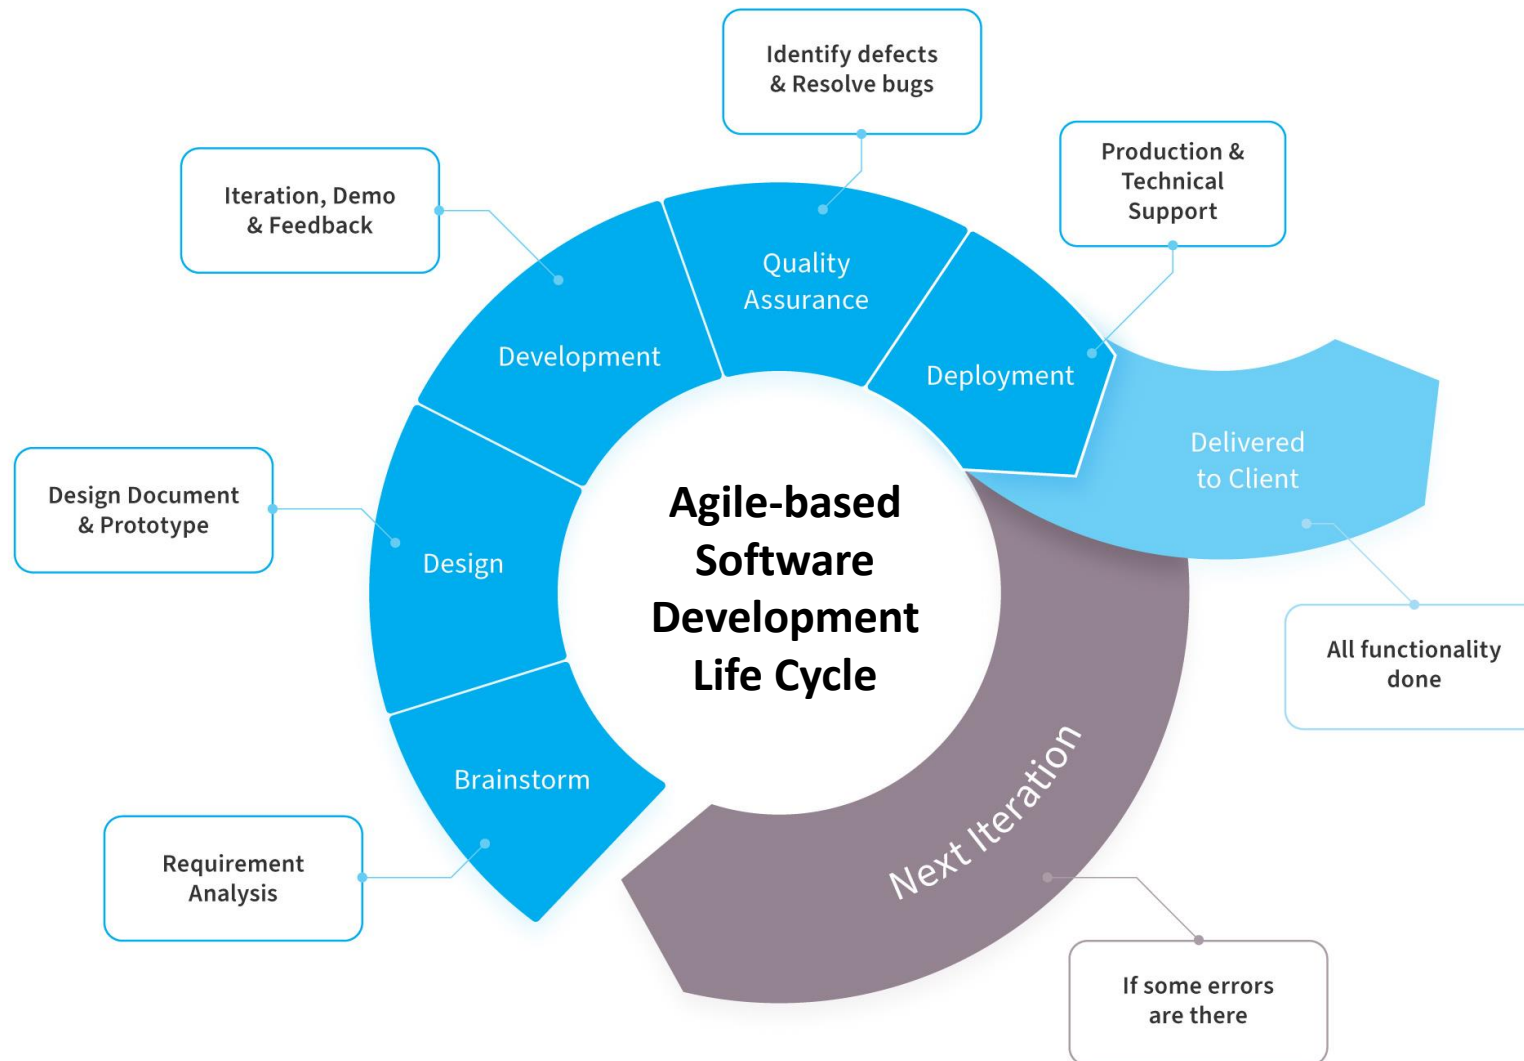 Identify defects
& Resolve bugs
Production &
Technical
Support
Iteration, Demo
& Feedback
Quality
Assurance
Development
Deployment
Delivered
to Client
Design Document
& Prototype
Design
Agile-based
Software
Development
Life Cycle
All functionality
done
Brainstorm
Next Iteration
Requirement
Analysis
If some errors
are there